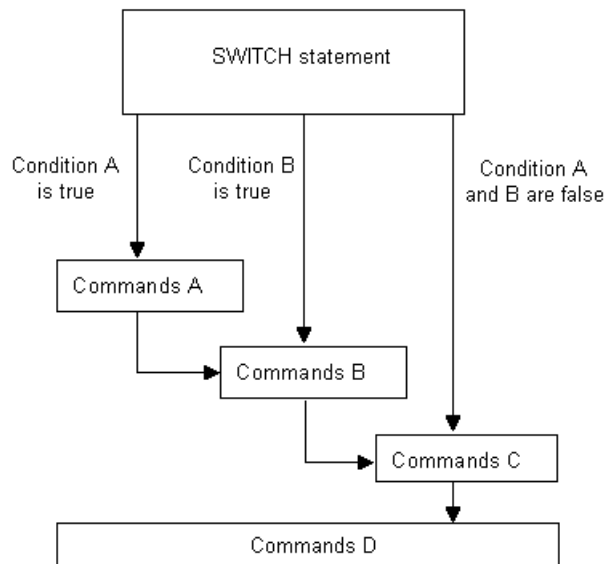 SWITCH statement
Condition A
is true
Condition B
is true
Condition A
and B are false
Commands A
Commands B
Commands C
Commands D